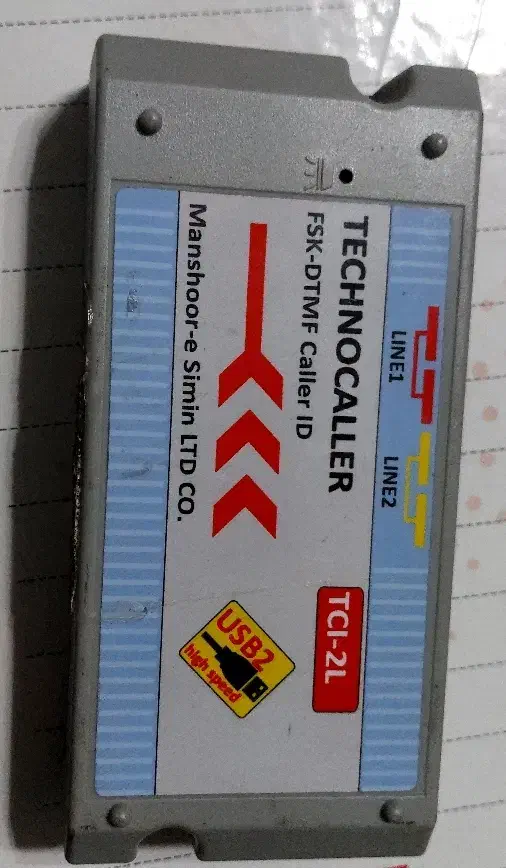 LINE1
LINE2
TECHNOCALLER
TCI-2L
FSK-DTMF Caller ID
USB2
high speed
Manshoor-e Simin LTD CO.